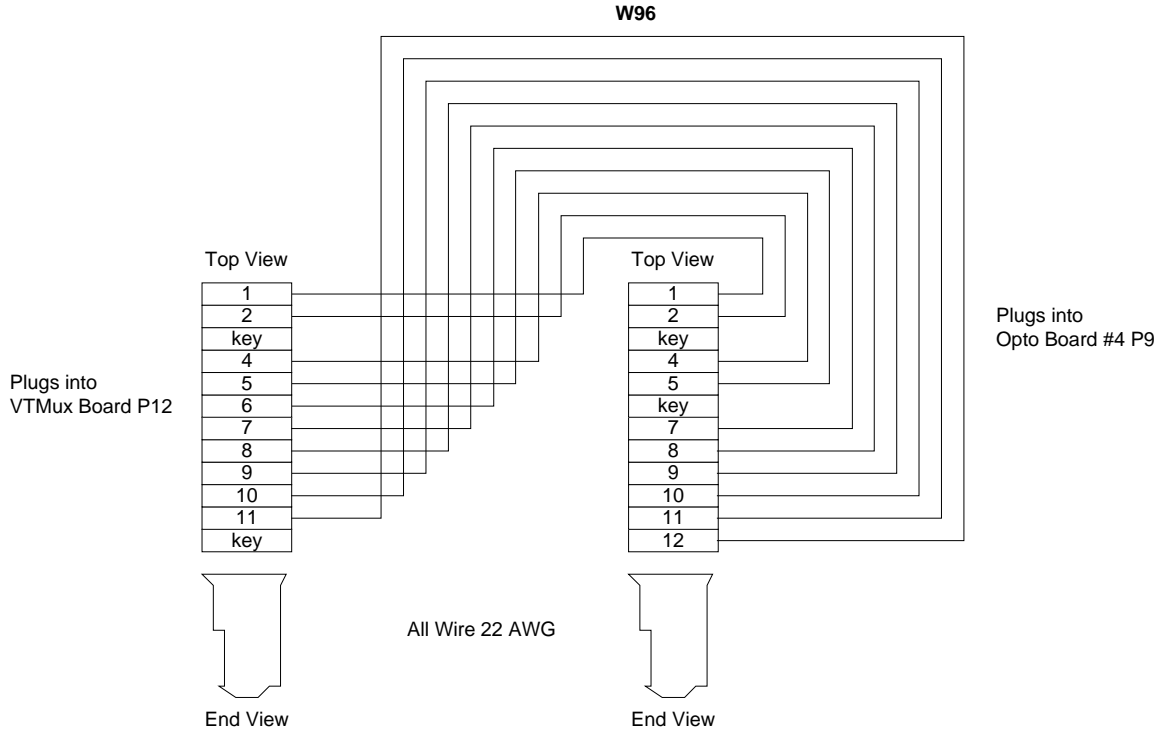 W96
Top View
1
2
key
4
5
6
7
8
9
10
11
key
Plugs into
VTMux Board P12
End View
Top View
1
2
key
4
5
key
7
8
9
10
11
12
Plugs into
Opto Board #4 P9
All Wire 22 AWG
End View